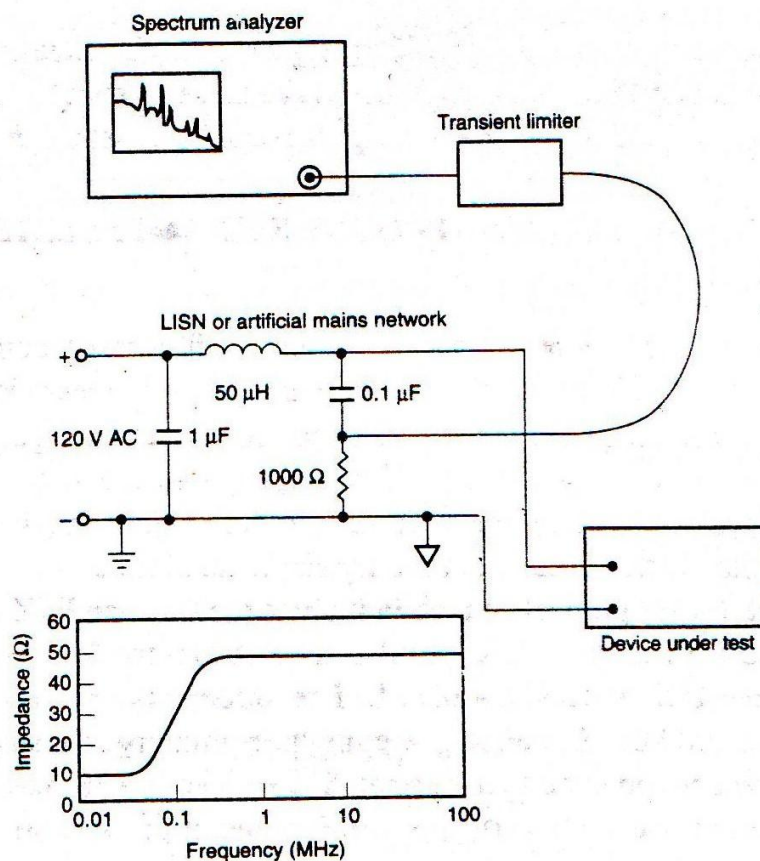 Spectrum analyzer
Transient limiter
LISN or artificial mains network
+
50 μH
0.1 μF
120 V AC
1 μF
1000 Ω
–
Device under test
Impedance (Ω)
60
50
40
30
20
10
0
0.01 0.1 1 10 100
Frequency (MHz)